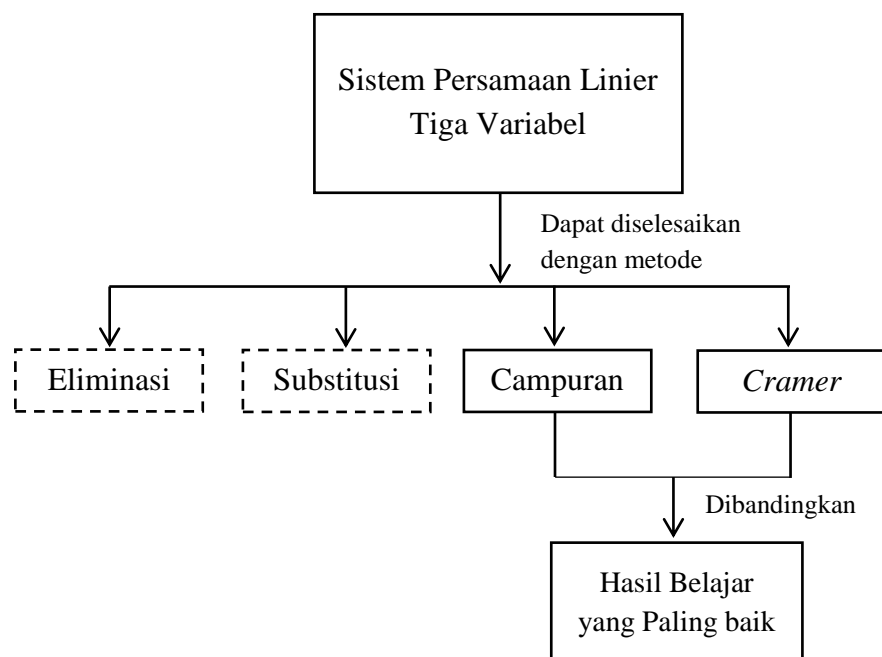 Sistem Persamaan Linier
Tiga Variabel
Dapat diselesaikan
dengan metode
Eliminasi
Substitusi
Campuran
Cramer
Dibandingkan
Hasil Belajar
yang Paling baik